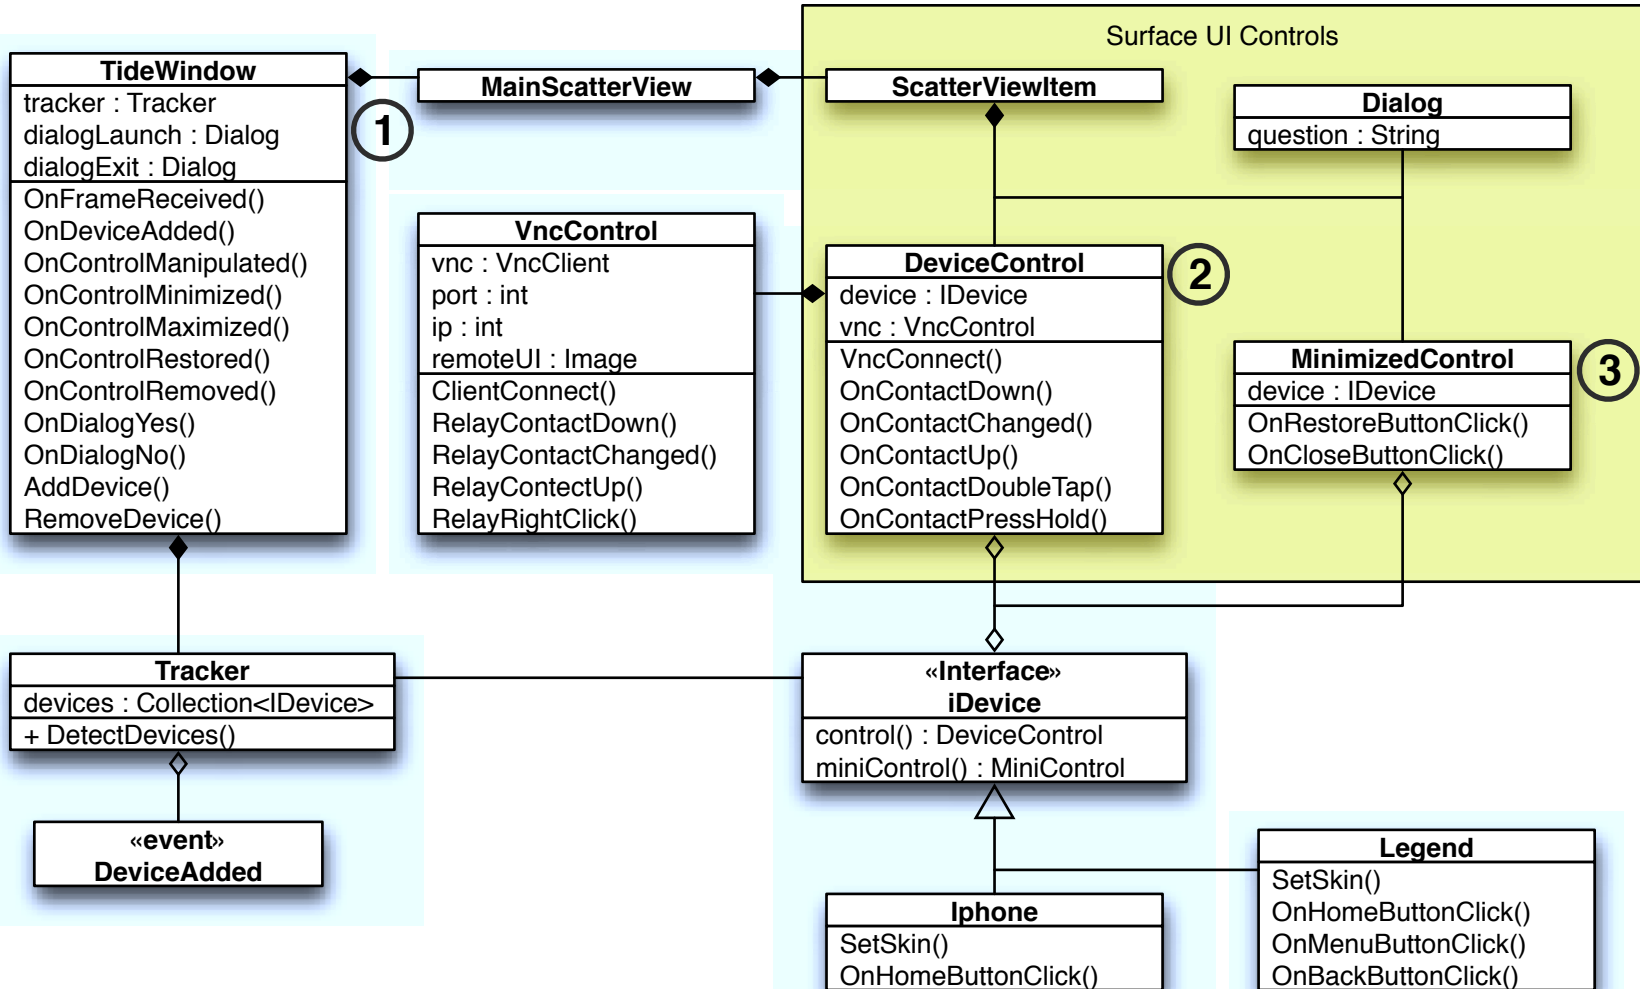 Surface UI Controls
TideWindow
tracker : Tracker
dialogLaunch : Dialog
dialogExit : Dialog
OnFrameReceived()
OnDeviceAdded()
OnControlManipulated()
OnControlMinimized()
OnControlMaximized()
OnControlRestored()
OnControlRemoved()
OnDialogYes()
OnDialogNo()
AddDevice()
RemoveDevice()
1
MainScatterView
ScatterViewItem
Dialog
question : String
VncControl
vnc : VncClient
port : int
ip : int
remoteUI : Image
ClientConnect()
RelayContactDown()
RelayContactChanged()
RelayContectUp()
RelayRightClick()
DeviceControl
device : IDevice
vnc : VncControl
VncConnect()
OnContactDown()
OnContactChanged()
OnContactUp()
OnContactDoubleTap()
OnContactPressHold()
2
MinimizedControl
device : IDevice
OnRestoreButtonClick()
OnCloseButtonClick()
3
Tracker
devices : Collection<IDevice>
+ DetectDevices()
«event»
DeviceAdded
«Interface»
iDevice
control() : DeviceControl
miniControl() : MiniControl
Iphone
SetSkin()
OnHomeButtonClick()
Legend
SetSkin()
OnHomeButtonClick()
OnMenuButtonClick()
OnBackButtonClick()